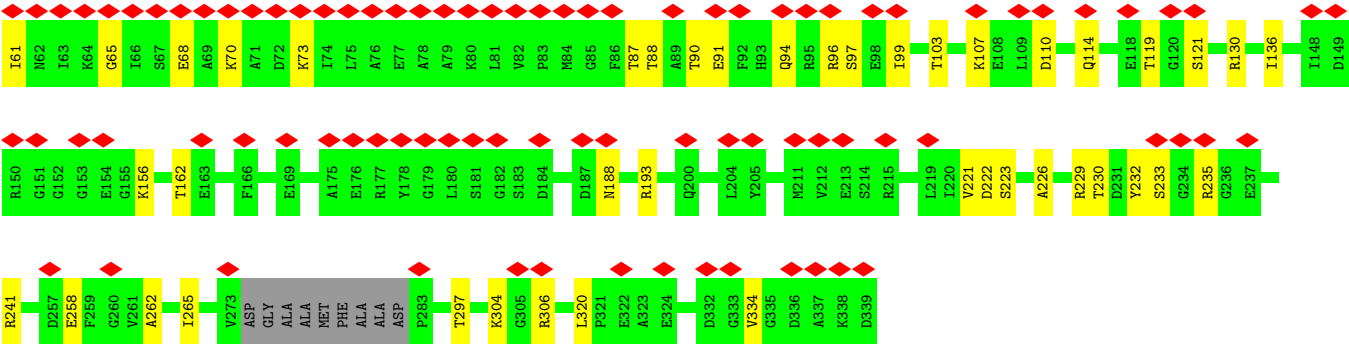 I61 N62 I63 K64 G65 I66 S67 E68 A69 K70 A71 D72 K73 I74 L75 A76 E77 A78 A79 K80 L81 V82 P83 M84 G85 F86 T87 T88 A89 T90 E91 F92 H93 Q94 R95 R96 S97 E98 I99 T103 K107 E108 L109 D110 Q114 E118 T119 G120 S121 R130 I136 I148 D149
R150 G151 G152 G153 E154 G155 K156 T162 E163 F166 E169 A175 E176 R177 Y178 G179 L180 S181 G182 S183 D184 D187 N188 R193 Q200 L204 Y205 M211 V212 E213 S214 R215 L219 I220 V221 D222 S223 A226 R229 T230 D231 Y232 S233 G234 R235 G236 E237
R241 D257 E258 F259 G260 V261 A262 I265 V273 ASP GLY ALA ALA MET PHE ALA ALA ASP P283 T297 K304 G305 R306 L320 P321 E322 A323 E324 D332 G333 V334 G335 D336 A337 K338 D339